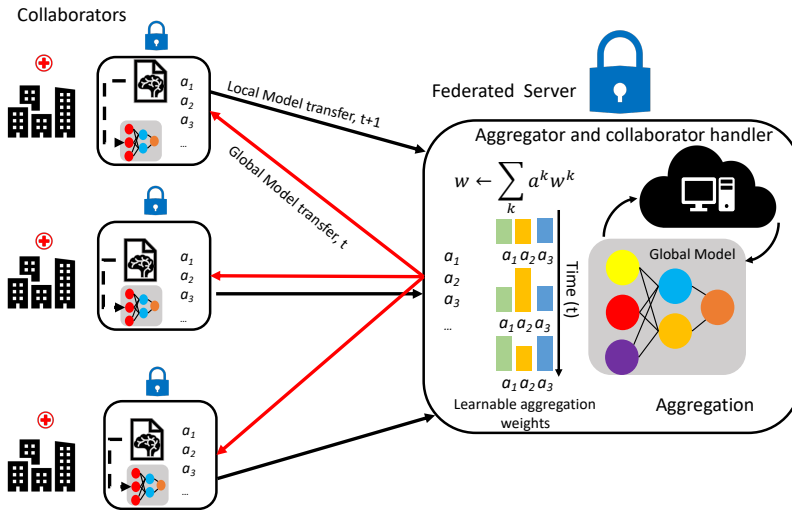 Collaborators
a1
a2
a3
...
Local Model transfer, t+1
Global Model transfer, t
a1
a2
a3
...
a1
a2
a3
...
Federated Server
Aggregator and collaborator handler
w ← ∑k a^k w^k
a1
a2
a3
...
a1 a2 a3
a1 a2 a3
a1 a2 a3
Time (t)
Learnable aggregation
weights
Global Model
Aggregation